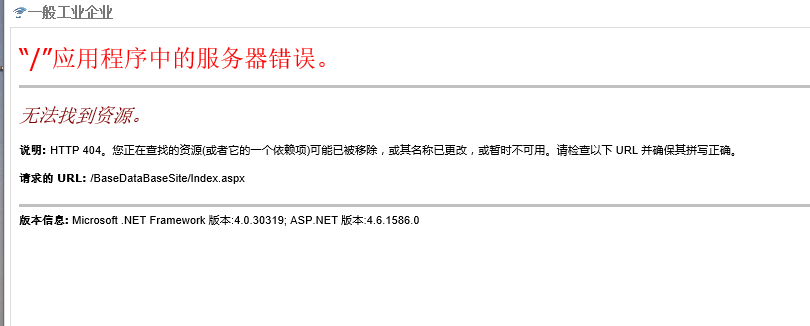 一般工业企业
“/”应用程序中的服务器错误。
无法找到资源。
说明: HTTP 404。您正在查找的资源(或者它的一个依赖项)可能已被移除，或其名称已更改，或暂时不可用。请检查以下 URL 并确保其拼写正确。
请求的 URL: /BaseDataBaseSite/Index.aspx
版本信息: Microsoft .NET Framework 版本:4.0.30319; ASP.NET 版本:4.6.1586.0